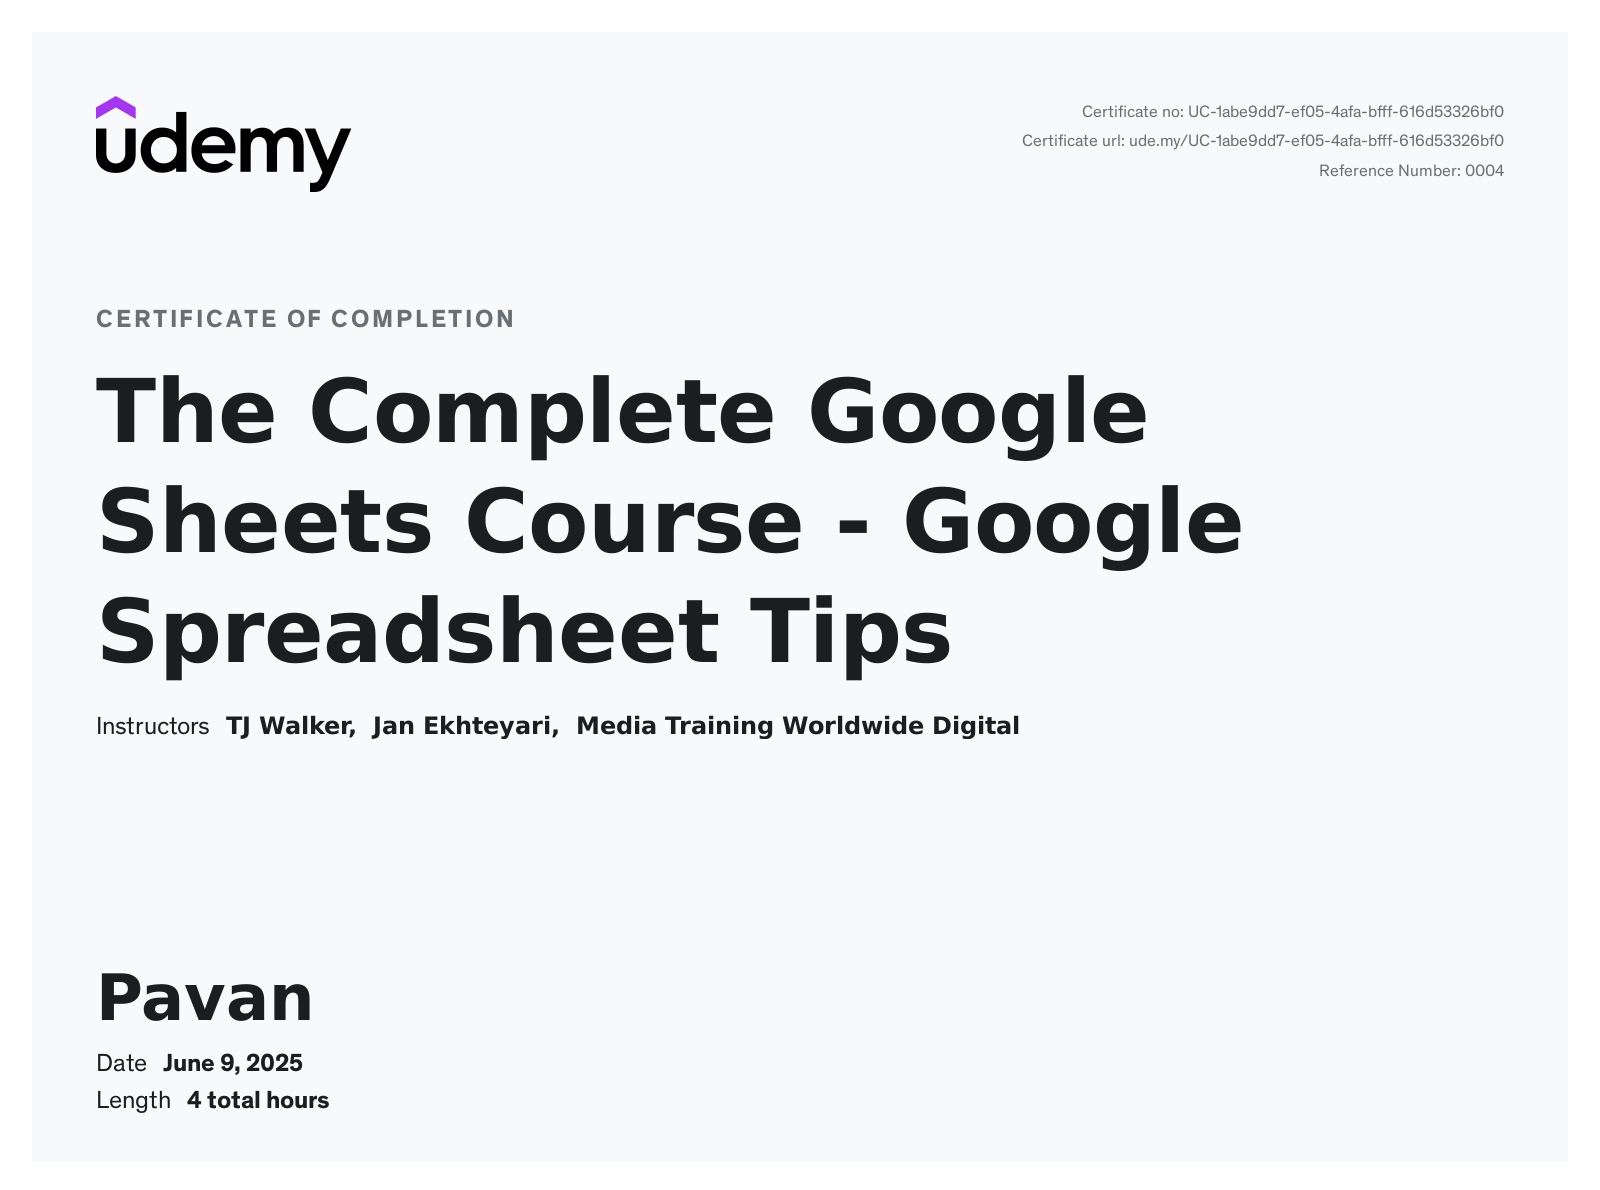 udemy
Certificate no: UC-1abe9dd7-ef05-4afa-bfff-616d53326bf0
Certificate url: ude.my/UC-1abe9dd7-ef05-4afa-bfff-616d53326bf0
Reference Number: 0004
CERTIFICATE OF COMPLETION
The Complete Google
Sheets Course - Google
Spreadsheet Tips
Instructors TJ Walker, Jan Ekhteyari, Media Training Worldwide Digital
Pavan
Date June 9, 2025
Length 4 total hours